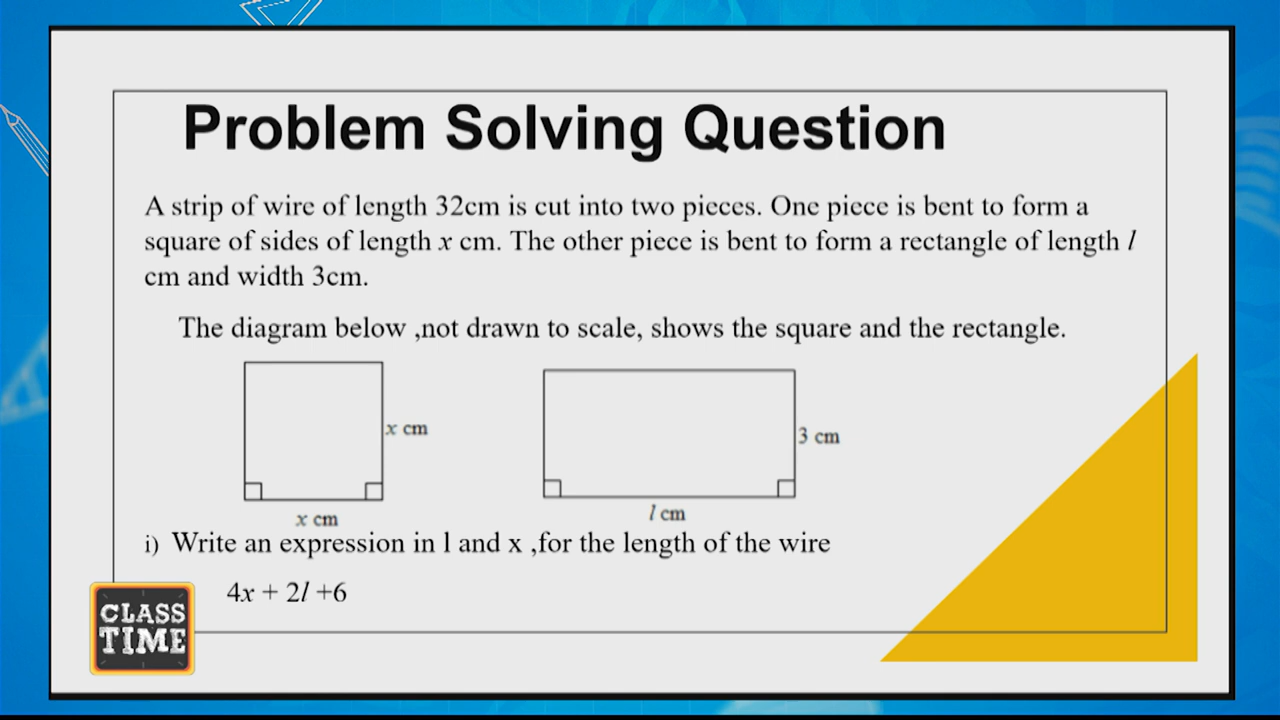 Problem Solving Question
A strip of wire of length 32cm is cut into two pieces. One piece is bent to form a
square of sides of length x cm. The other piece is bent to form a rectangle of length l
cm and width 3cm.
The diagram below ,not drawn to scale, shows the square and the rectangle.
x cm
3 cm
x cm
l cm
i) Write an expression in l and x ,for the length of the wire
4x + 2l +6
CLASS
TIME